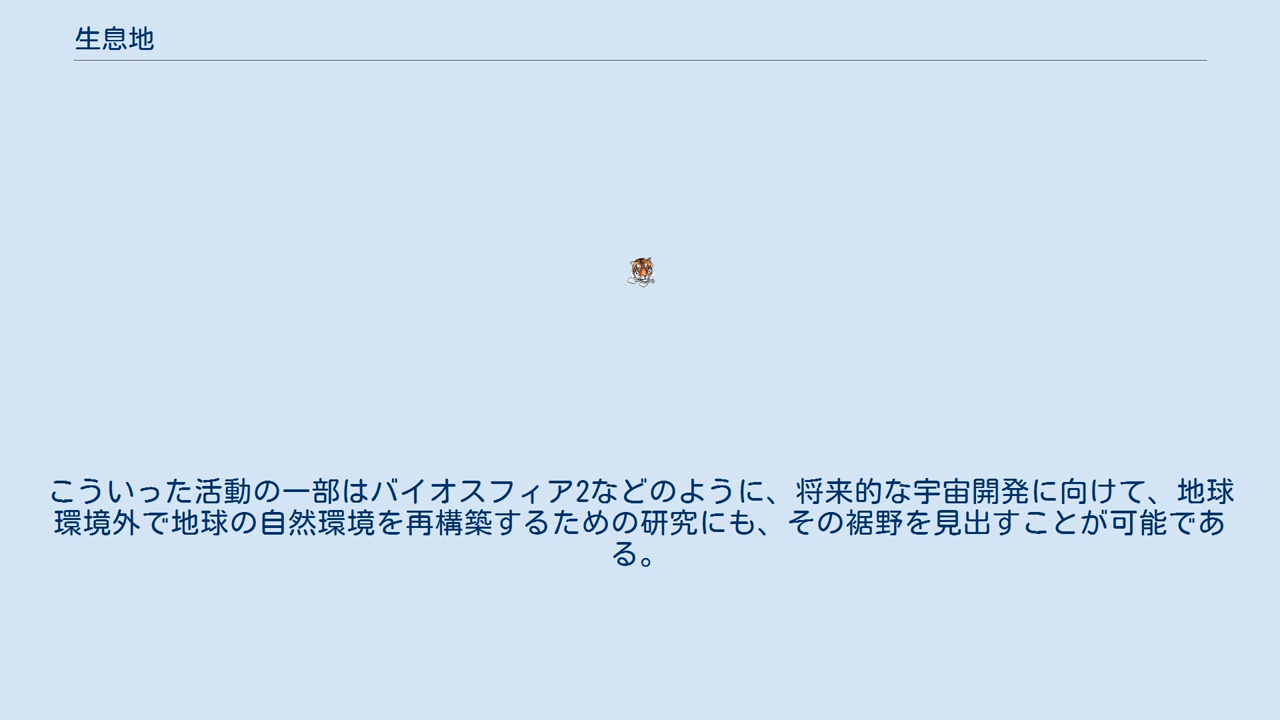 生息地
こういった活動の一部はバイオスフィア2などのように、将来的な宇宙開発に向けて、地球
環境外で地球の自然環境を再構築するための研究にも、その裾野を見出すことが可能であ
る。